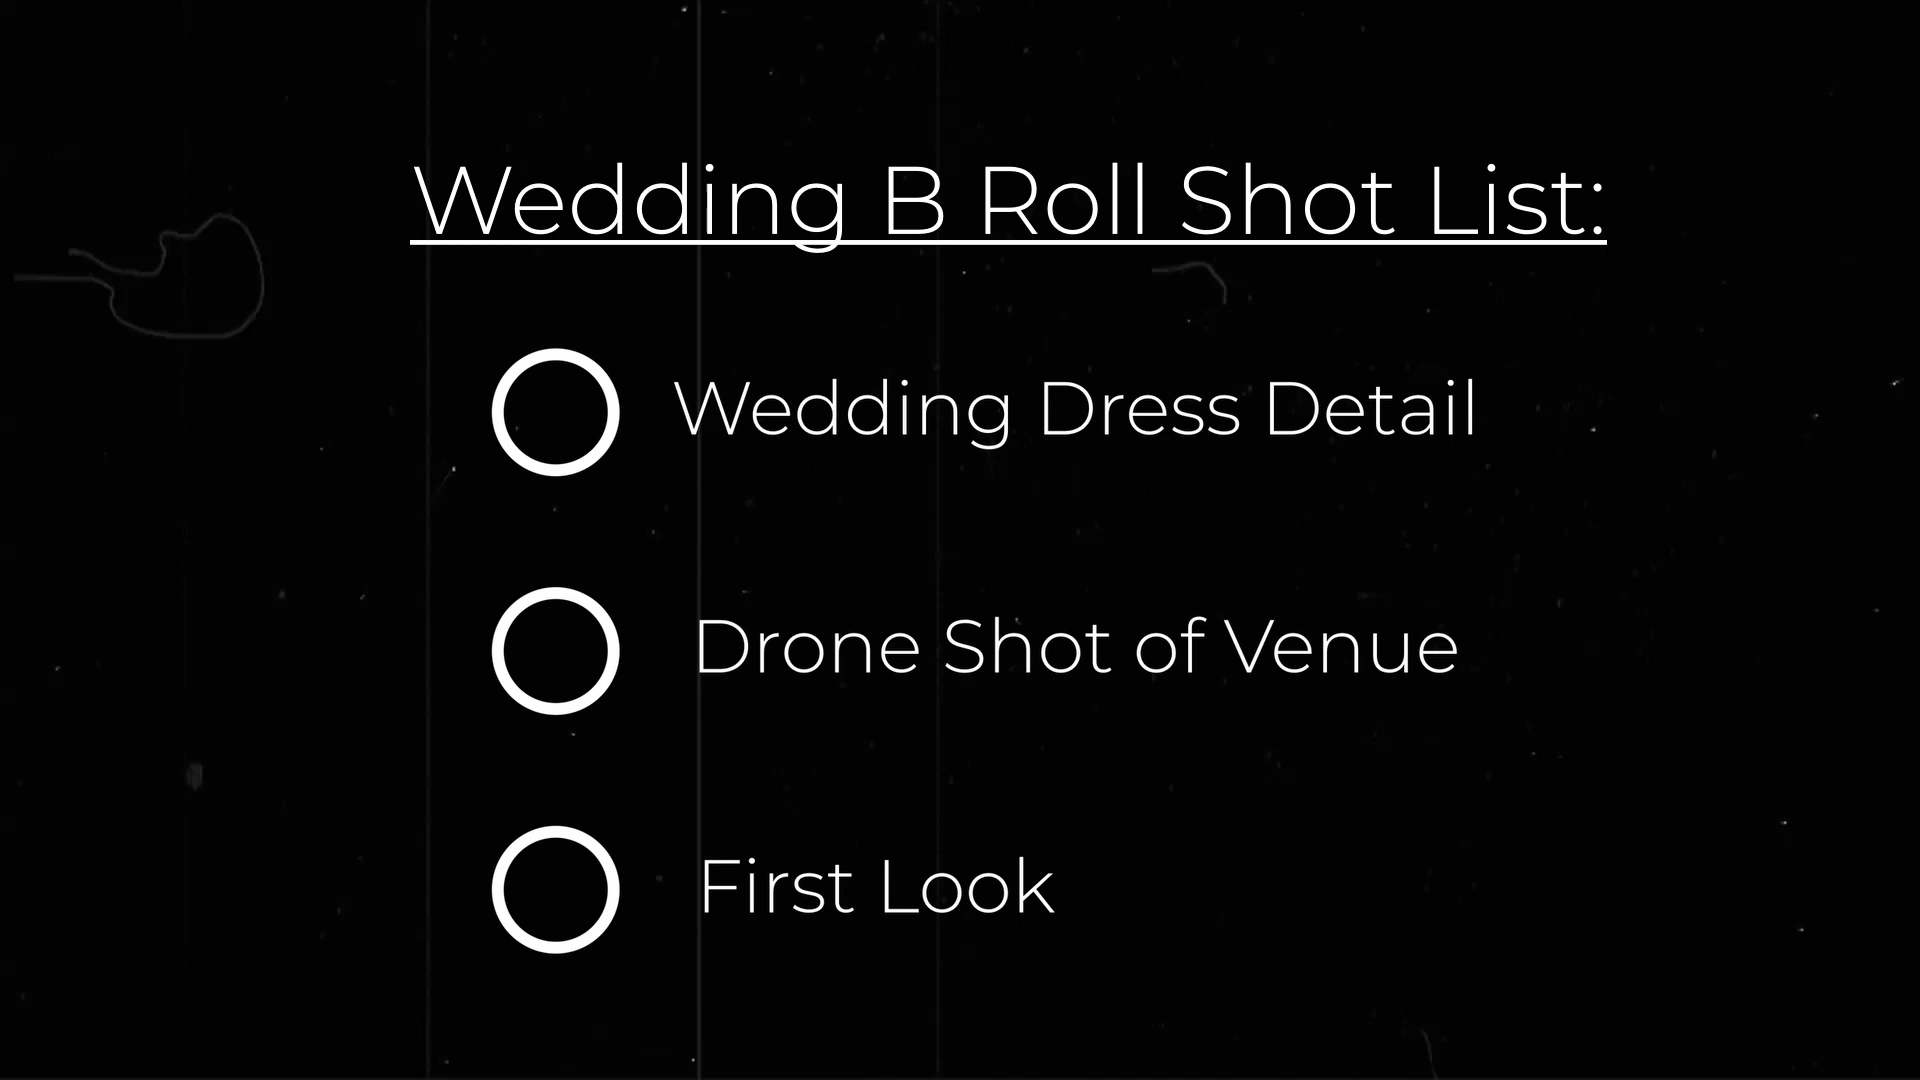 Wedding B Roll Shot List:
Wedding Dress Detail
Drone Shot of Venue
First Look